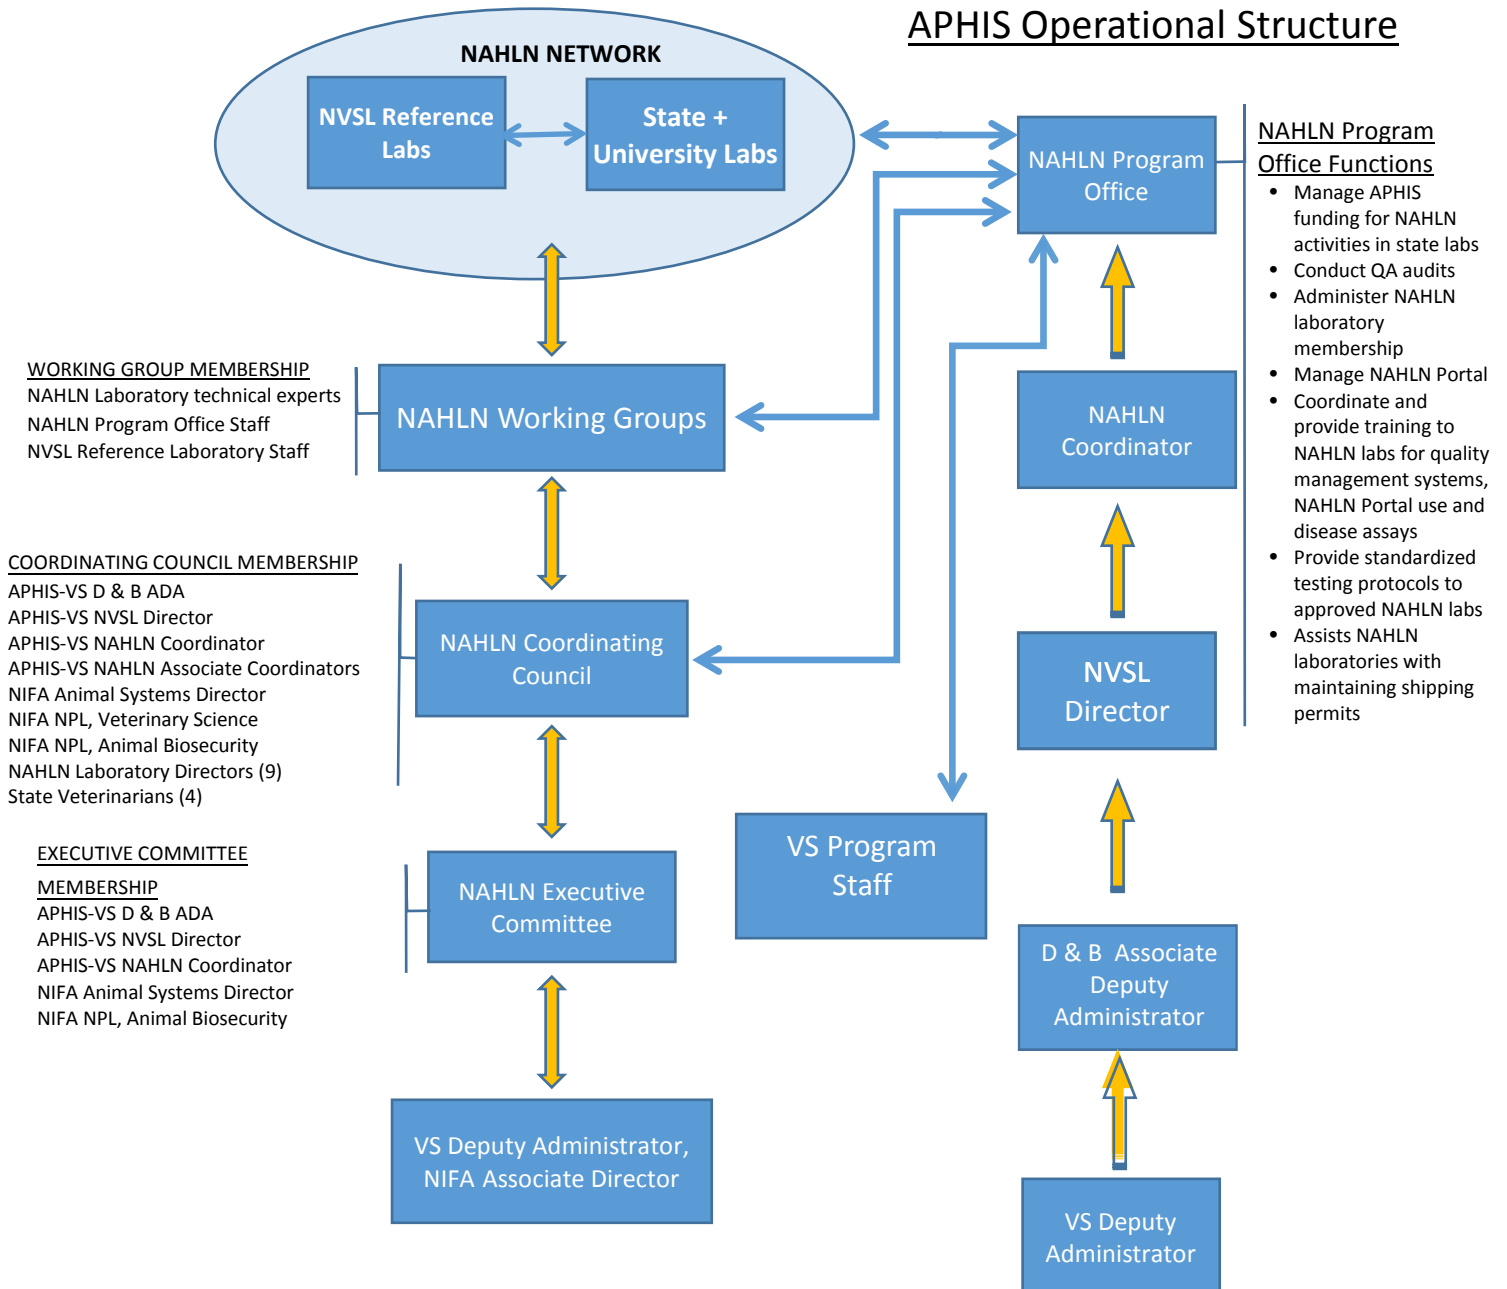 APHIS Operational Structure
NAHLN NETWORK
NVSL Reference
Labs
State +
University Labs
NAHLN Program
Office
NAHLN Program
Office Functions
• Manage APHIS
funding for NAHLN
activities in state labs
• Conduct QA audits
• Administer NAHLN
laboratory
membership
• Manage NAHLN Portal
• Coordinate and
provide training to
NAHLN labs for quality
management systems,
NAHLN Portal use and
disease assays
• Provide standardized
testing protocols to
approved NAHLN labs
• Assists NAHLN
laboratories with
maintaining shipping
permits
WORKING GROUP MEMBERSHIP
NAHLN Laboratory technical experts
NAHLN Program Office Staff
NVSL Reference Laboratory Staff
NAHLN Working Groups
NAHLN
Coordinator
COORDINATING COUNCIL MEMBERSHIP
APHIS-VS D & B ADA
APHIS-VS NVSL Director
APHIS-VS NAHLN Coordinator
APHIS-VS NAHLN Associate Coordinators
NIFA Animal Systems Director
NIFA NPL, Veterinary Science
NIFA NPL, Animal Biosecurity
NAHLN Laboratory Directors (9)
State Veterinarians (4)
NAHLN Coordinating
Council
NVSL
Director
EXECUTIVE COMMITTEE
MEMBERSHIP
APHIS-VS D & B ADA
APHIS-VS NVSL Director
APHIS-VS NAHLN Coordinator
NIFA Animal Systems Director
NIFA NPL, Animal Biosecurity
NAHLN Executive
Committee
VS Program
Staff
D & B Associate
Deputy
Administrator
VS Deputy Administrator,
NIFA Associate Director
VS Deputy
Administrator